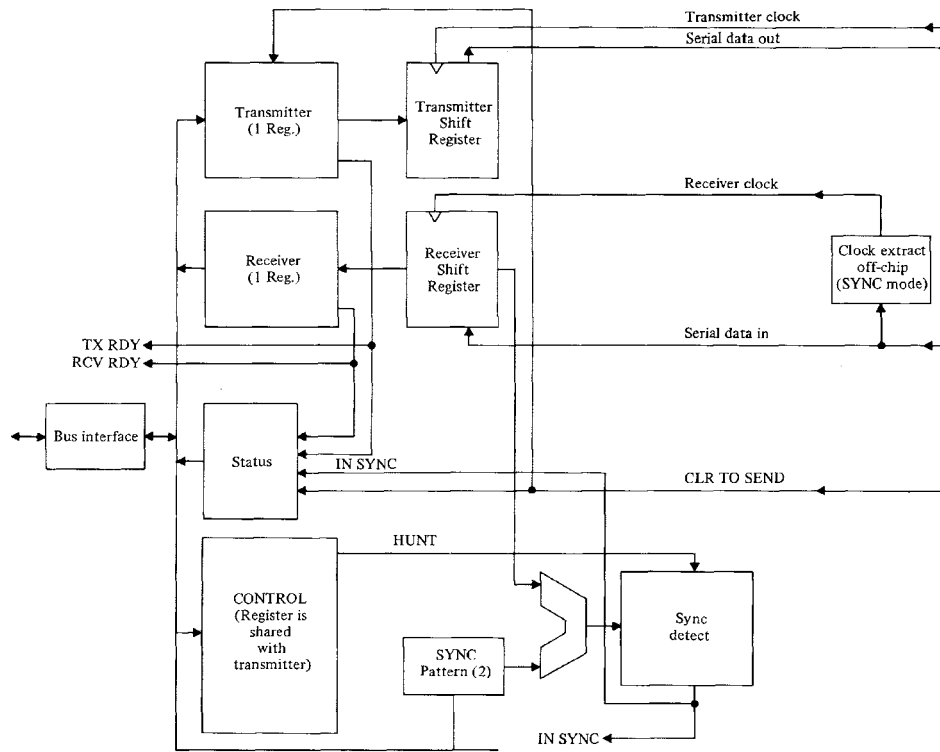 Transmitter clock
Serial data out
Transmitter
(1 Reg.)
Transmitter
Shift
Register
Receiver clock
Receiver
(1 Reg.)
Receiver
Shift
Register
Clock extract
off-chip
(SYNC mode)
Serial data in
TX RDY
RCV RDY
Bus interface
Status
IN SYNC
CLR TO SEND
HUNT
CONTROL
(Register is
shared
with
transmitter)
Sync
detect
SYNC
Pattern (2)
IN SYNC